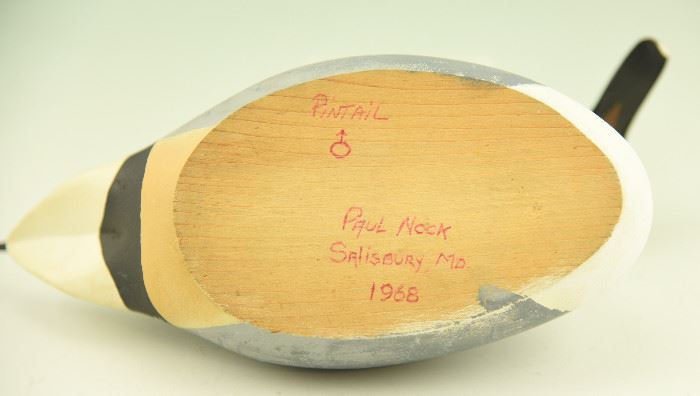 PINTAIL
♂
PAUL NOCK
SALISBURY, MD.
1968